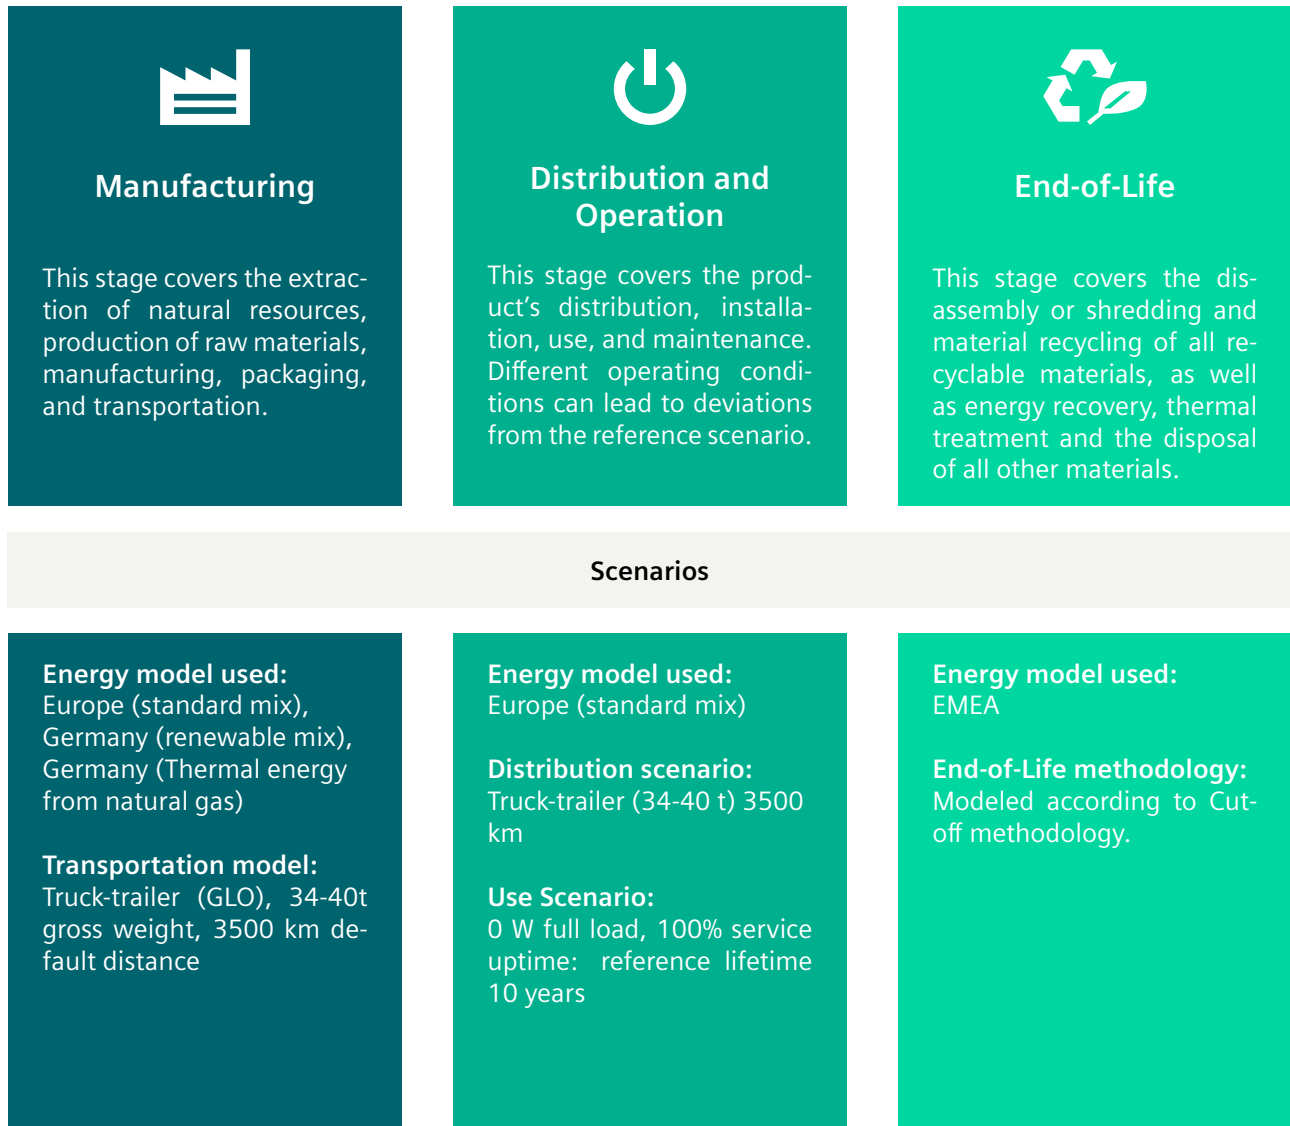 Manufacturing
This stage covers the extrac-
tion of natural resources,
production of raw materials,
manufacturing, packaging,
and transportation.
Distribution and
Operation
This stage covers the prod-
uct’s distribution, installa-
tion, use, and maintenance.
Different operating condi-
tions can lead to deviations
from the reference scenario.
End-of-Life
This stage covers the dis-
assembly or shredding and
material recycling of all re-
cyclable materials, as well
as energy recovery, thermal
treatment and the disposal
of all other materials.
Scenarios
Energy model used:
Europe (standard mix),
Germany (renewable mix),
Germany (Thermal energy
from natural gas)
Transportation model:
Truck-trailer (GLO), 34-40t
gross weight, 3500 km de-
fault distance
Energy model used:
Europe (standard mix)
Distribution scenario:
Truck-trailer (34-40 t) 3500
km
Use Scenario:
0 W full load, 100% service
uptime: reference lifetime
10 years
Energy model used:
EMEA
End-of-Life methodology:
Modeled according to Cut-
off methodology.